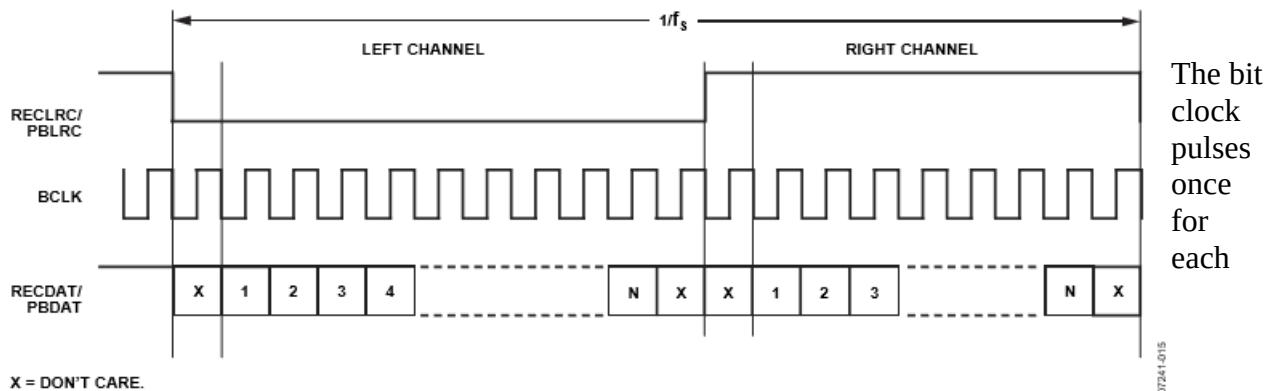 1/fs
LEFT CHANNEL RIGHT CHANNEL
RECLRC/
PBLRC
BCLK
RECDAT/
PBDAT
X 1 2 3 4 N X X 1 2 3 N X
X = DON'T CARE.
07241-015
The bit
clock
pulses
once
for
each